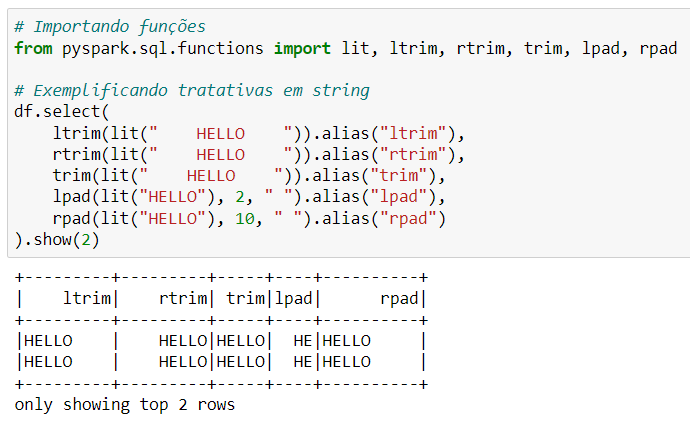 # Importando funções
from pyspark.sql.functions import lit, ltrim, rtrim, trim, lpad, rpad

# Exemplificando tratativas em string
df.select(
    ltrim(lit("    HELLO    ")).alias("ltrim"),
    rtrim(lit("    HELLO    ")).alias("rtrim"),
    trim(lit("    HELLO    ")).alias("trim"),
    lpad(lit("HELLO"), 2, " ").alias("lpad"),
    rpad(lit("HELLO"), 10, " ").alias("rpad")
).show(2)

+---------+---------+-----+----+----------+
|    ltrim|    rtrim| trim|lpad|      rpad|
+---------+---------+-----+----+----------+
|HELLO    |    HELLO|HELLO|  HE|HELLO     |
|HELLO    |    HELLO|HELLO|  HE|HELLO     |
+---------+---------+-----+----+----------+
only showing top 2 rows